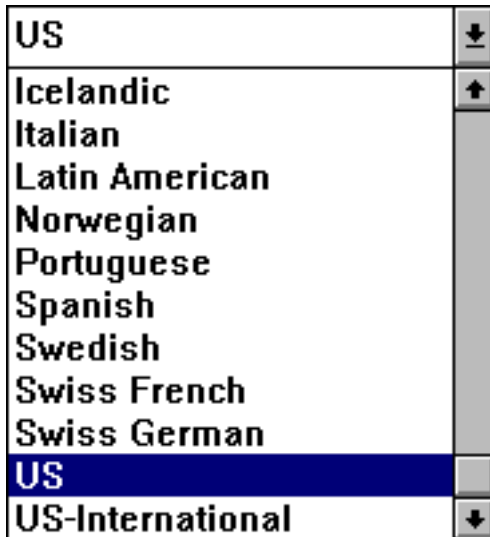 US
Icelandic
Italian
Latin American
Norwegian
Portuguese
Spanish
Swedish
Swiss French
Swiss German
US
US-International